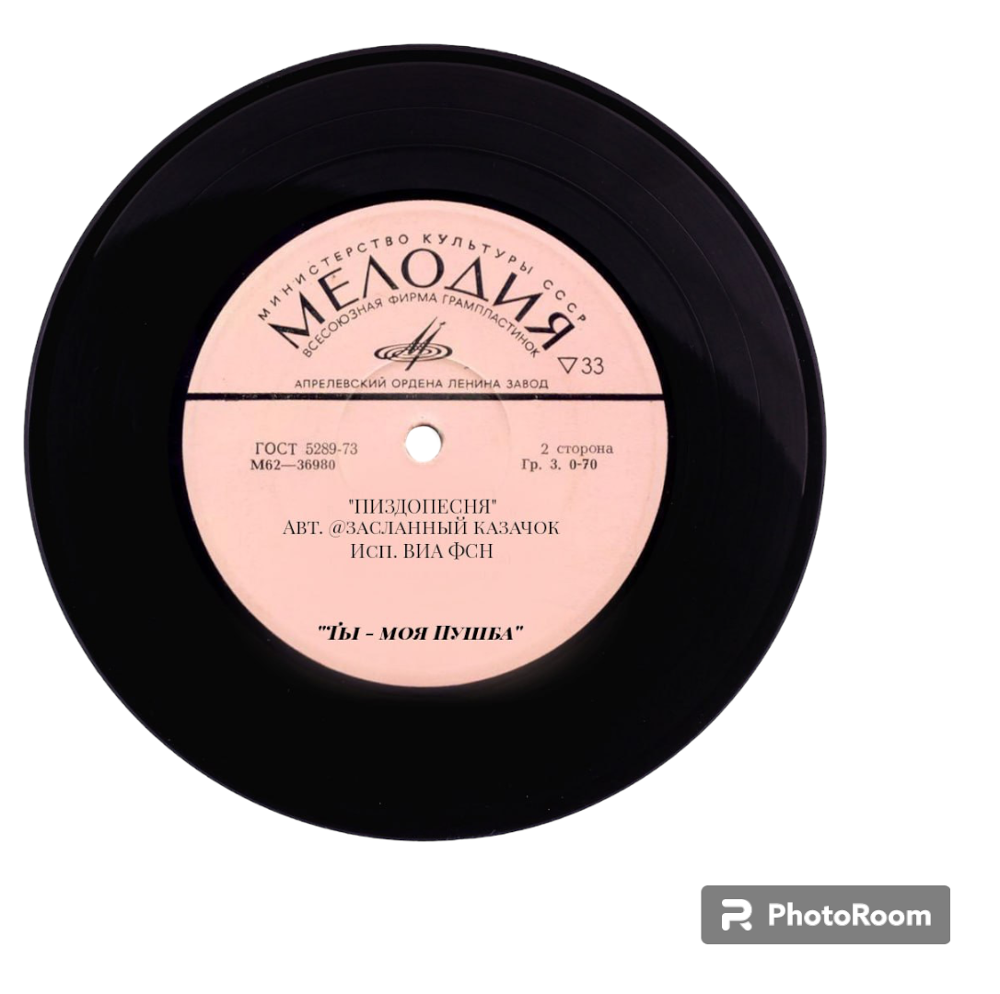 МИНИСТЕРСТВО КУЛЬТУРЫ СССР
МЕЛОДИЯ
ВСЕСОЮЗНАЯ ФИРМА ГРАМПЛАСТИНОК
▽33
АПРЕЛЕВСКИЙ ОРДЕНА ЛЕНИНА ЗАВОД
ГОСТ 5289-73
М62—36980
2 сторона
Гр. 3. 0-70
"ПИЗДОПЕСНЯ"
Авт. @засланный казачок
Исп. ВИА ФСН
"Ты - моя Пушба"
PhotoRoom